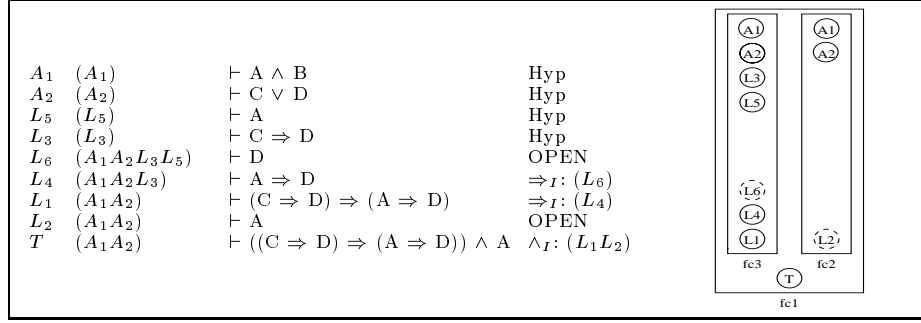 A1 (A1) ⊢ A ∧ B Hyp
A2 (A2) ⊢ C ∨ D Hyp
L5 (L5) ⊢ A Hyp
L3 (L3) ⊢ C ⇒ D Hyp
L6 (A1A2L3L5) ⊢ D OPEN
L4 (A1A2L3) ⊢ A ⇒ D ⇒I: (L6)
L1 (A1A2) ⊢ (C ⇒ D) ⇒ (A ⇒ D) ⇒I: (L4)
L2 (A1A2) ⊢ A OPEN
T (A1A2) ⊢ ((C ⇒ D) ⇒ (A ⇒ D)) ∧ A ∧I: (L1L2)
A1 A1
A2 A2
L3
L5
L6
L4
L1 L2
fc3 fc2
T
fc1